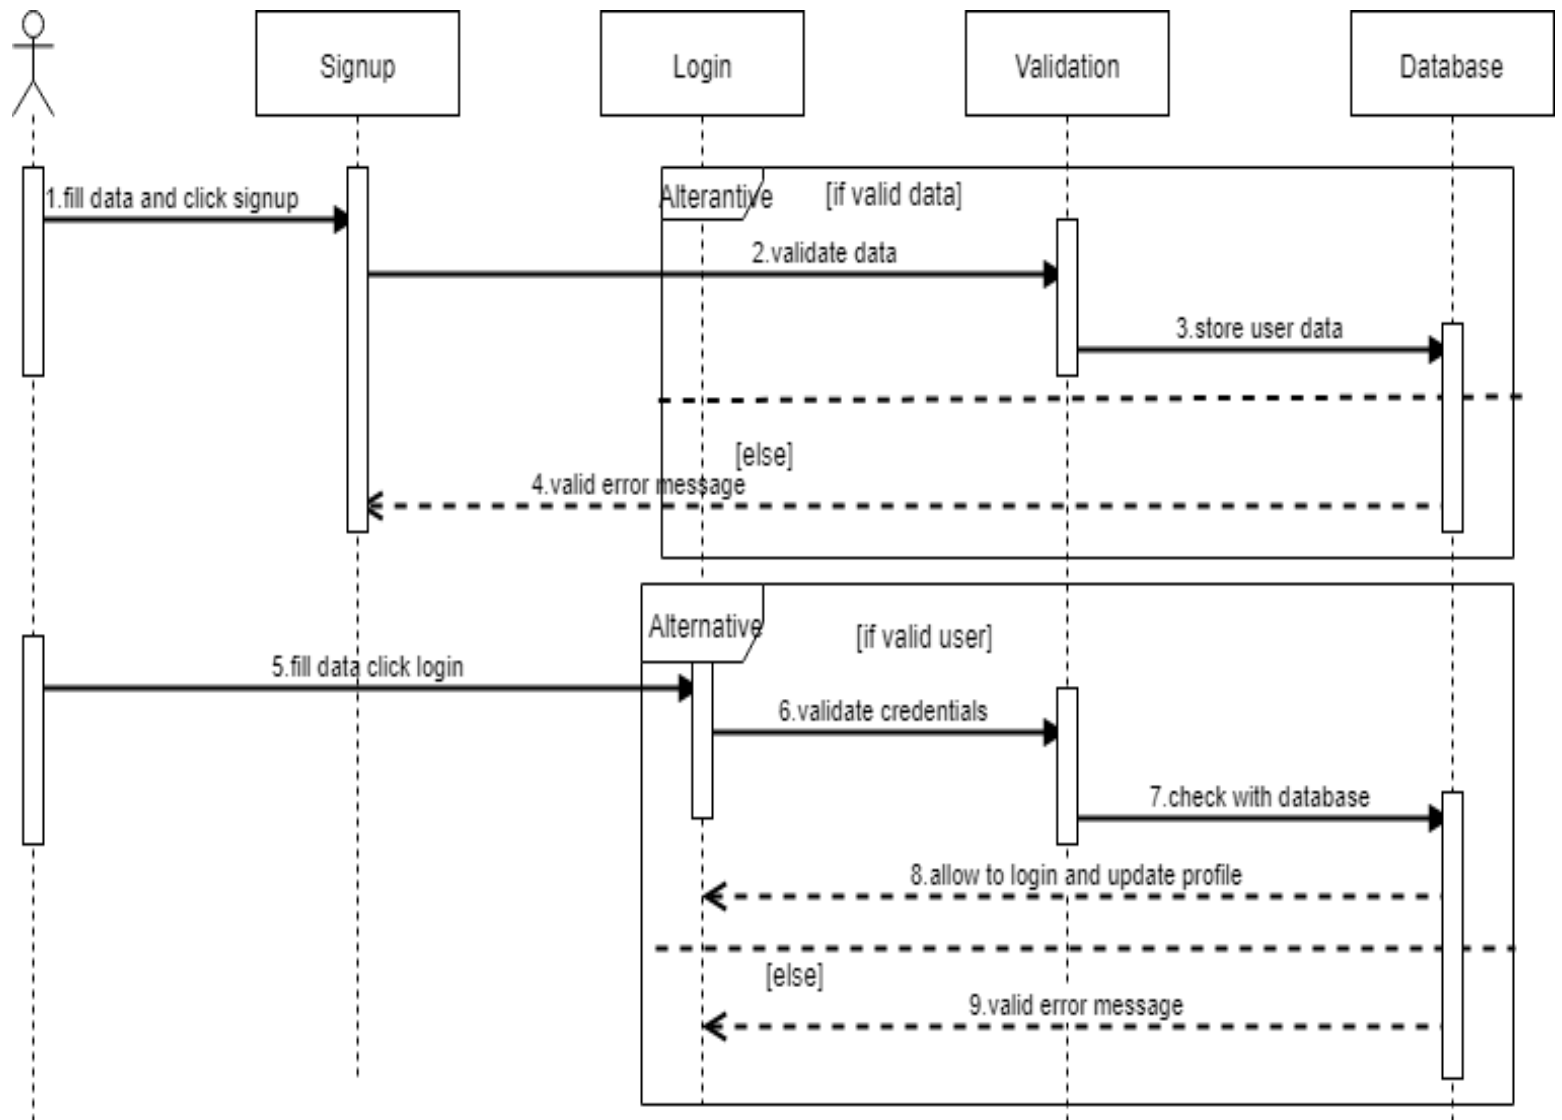 Signup
Login
Validation
Database
1.fill data and click signup
Alterantive
[if valid data]
2.validate data
3.store user data
[else]
4.valid error message
Alternative
[if valid user]
5.fill data click login
6.validate credentials
7.check with database
8.allow to login and update profile
[else]
9.valid error message